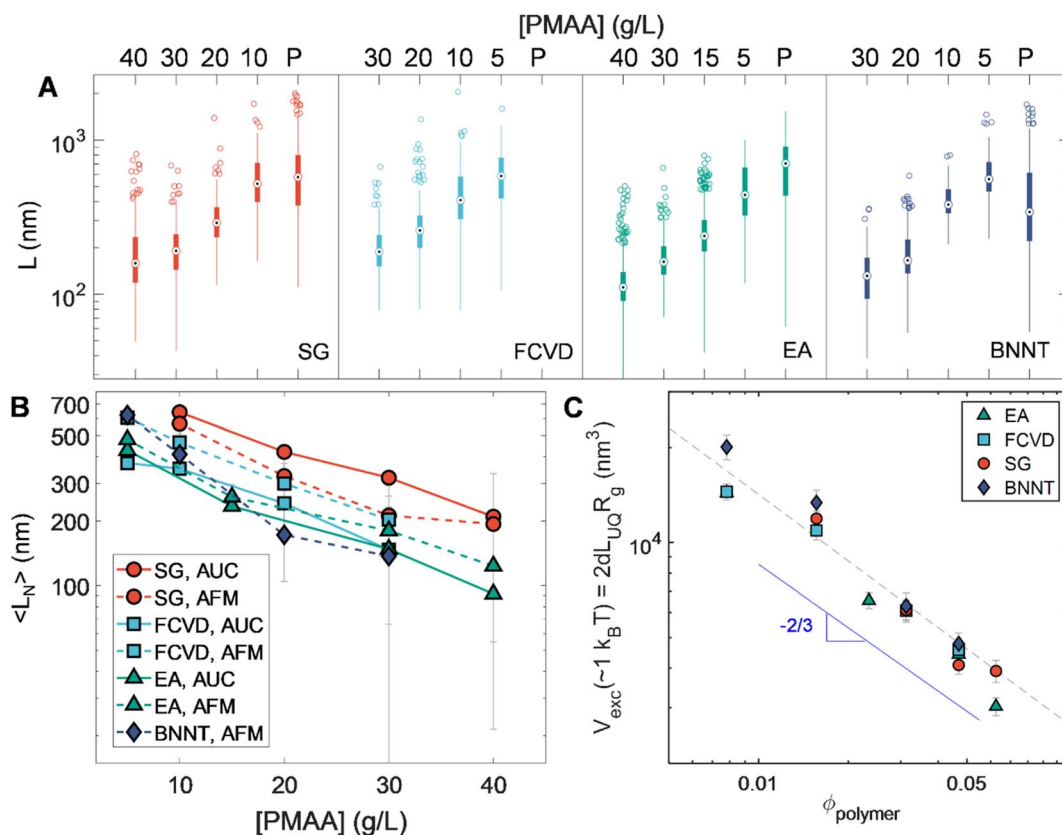 [PMAA] (g/L)
40 30 20 10 P 30 20 10 5 P 40 30 15 5 P 30 20 10 5 P
A
L (nm)
10³
10²
SG FCVD EA BNNT
B
<L_N> (nm)
700
500
300
200
100
SG, AUC
SG, AFM
FCVD, AUC
FCVD, AFM
EA, AUC
EA, AFM
BNNT, AFM
10 20 30 40
[PMAA] (g/L)
C
V_exc(~1 k_BT) = 2dL_UQR_g (nm³)
10⁴
EA
FCVD
SG
BNNT
-2/3
0.01 0.05
ϕ_polymer